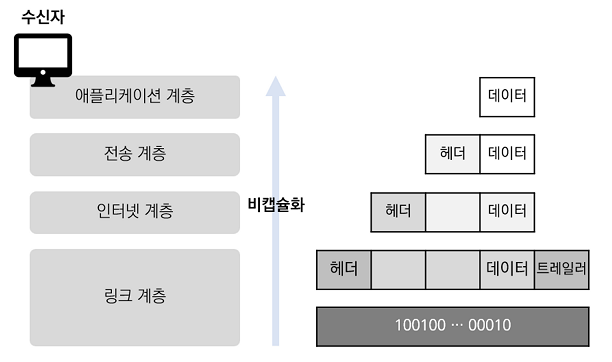 수신자
애플리케이션 계층
데이터
전송 계층
헤더 데이터
인터넷 계층
비캡슐화
헤더 데이터
링크 계층
헤더 데이터 트레일러
100100 ··· 00010